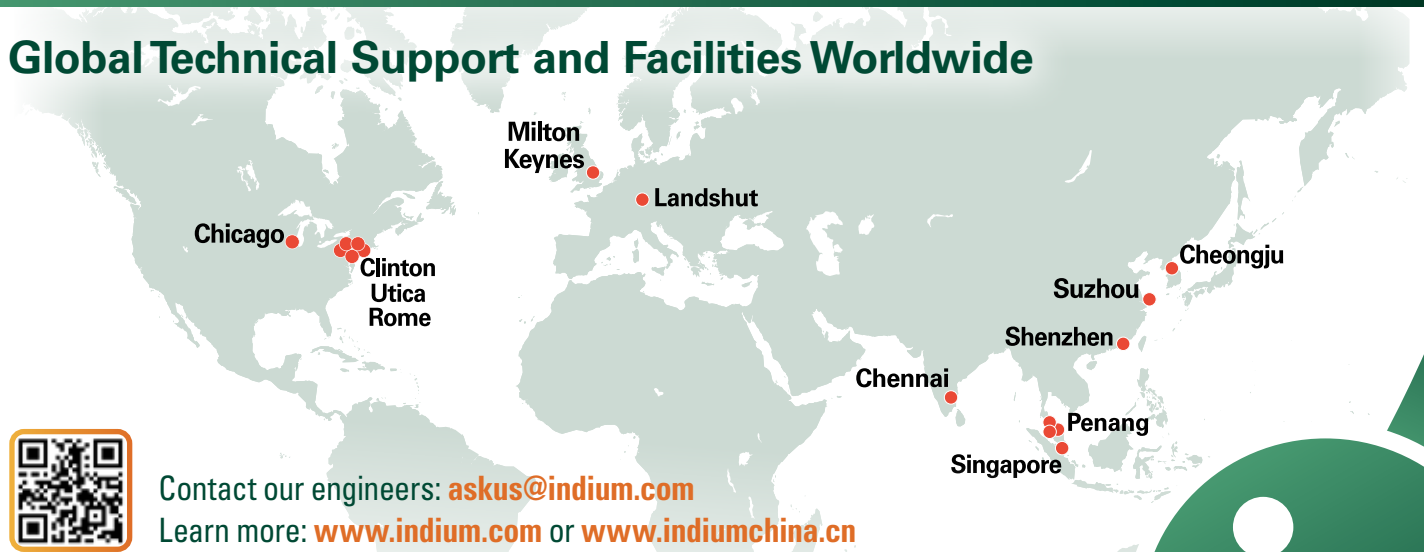 Global Technical Support and Facilities Worldwide
Milton
Keynes
Landshut
Chicago
Clinton
Utica
Rome
Cheongju
Suzhou
Shenzhen
Chennai
Penang
Singapore
Contact our engineers: askus@indium.com
Learn more: www.indium.com or www.indiumchina.cn